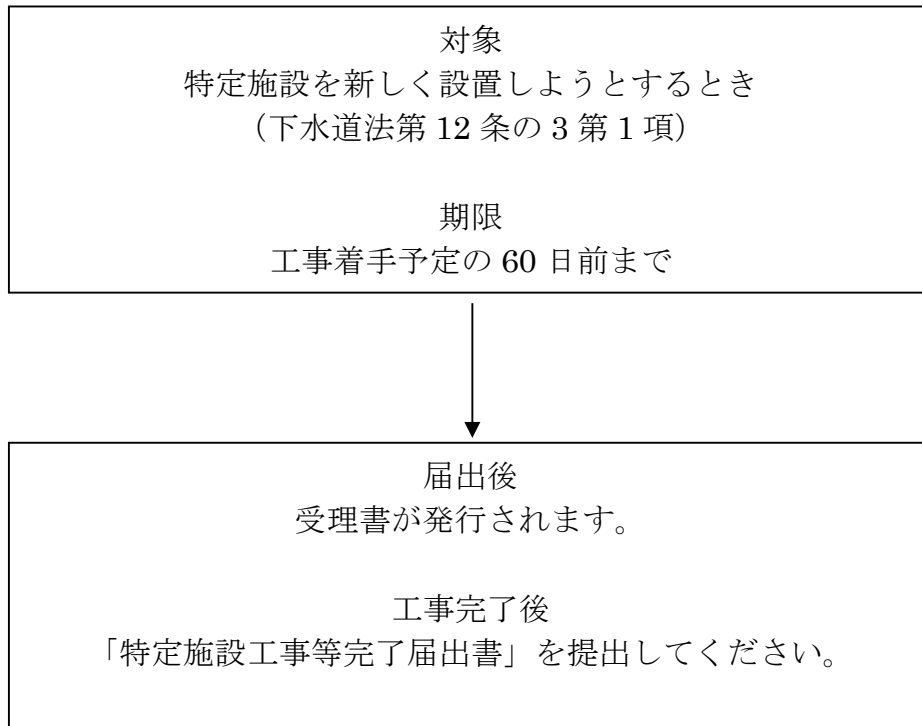 対象
特定施設を新しく設置しようとするとき
（下水道法第 12 条の 3 第 1 項）
期限
工事着手予定の 60 日前まで
届出後
受理書が発行されます。
工事完了後
「特定施設工事等完了届出書」を提出してください。